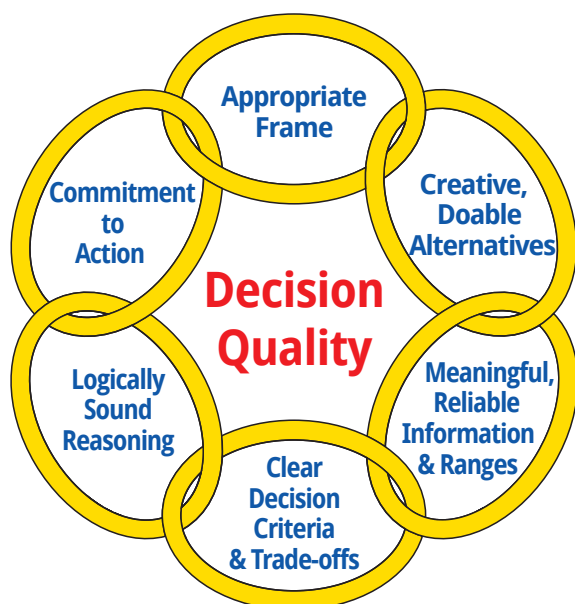 Appropriate
Frame
Creative,
Doable
Alternatives
Meaningful,
Reliable
Information
& Ranges
Clear
Decision
Criteria
& Trade-offs
Logically
Sound
Reasoning
Commitment
to
Action
Decision
Quality